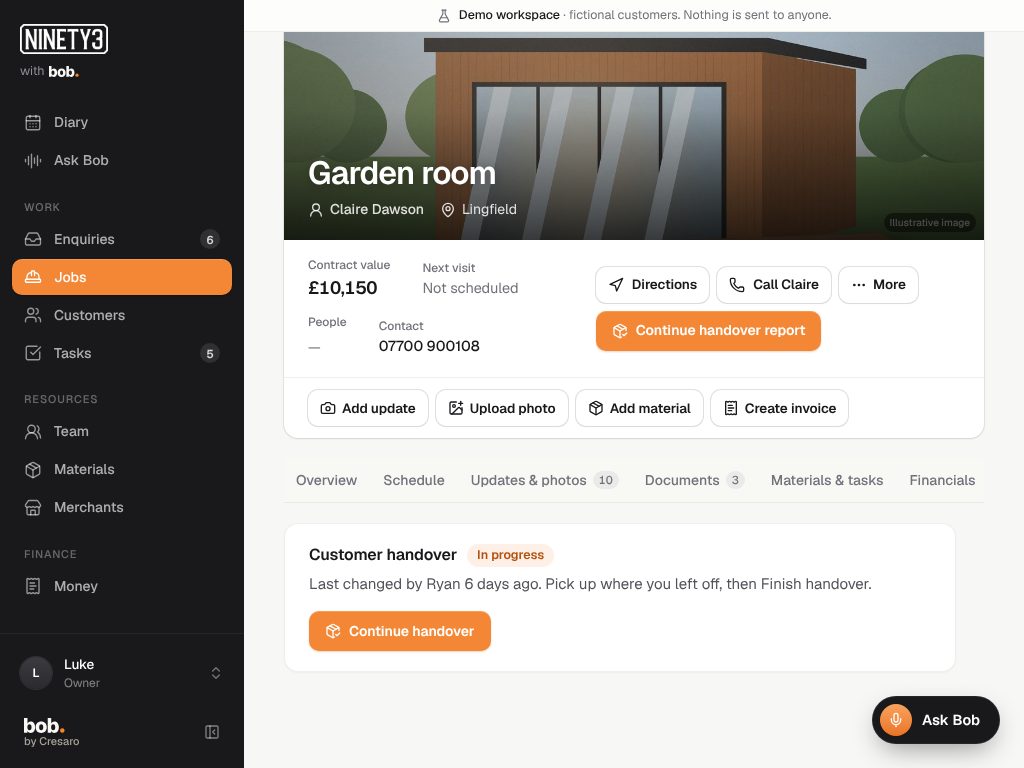 Demo workspace · fictional customers. Nothing is sent to anyone.
NINETY3
with bob.
Diary
Ask Bob
WORK
Enquiries 6
Jobs
Customers
Tasks 5
RESOURCES
Team
Materials
Merchants
FINANCE
Money
L
Luke
Owner
bob.
by Cresaro
Garden room
Claire Dawson Lingfield
Illustrative image
Contract value
£10,150
Next visit
Not scheduled
People
—
Contact
07700 900108
Directions
Call Claire
More
Continue handover report
Add update
Upload photo
Add material
Create invoice
Overview
Schedule
Updates & photos 10
Documents 3
Materials & tasks
Financials
Customer handover In progress
Last changed by Ryan 6 days ago. Pick up where you left off, then Finish handover.
Continue handover
Ask Bob